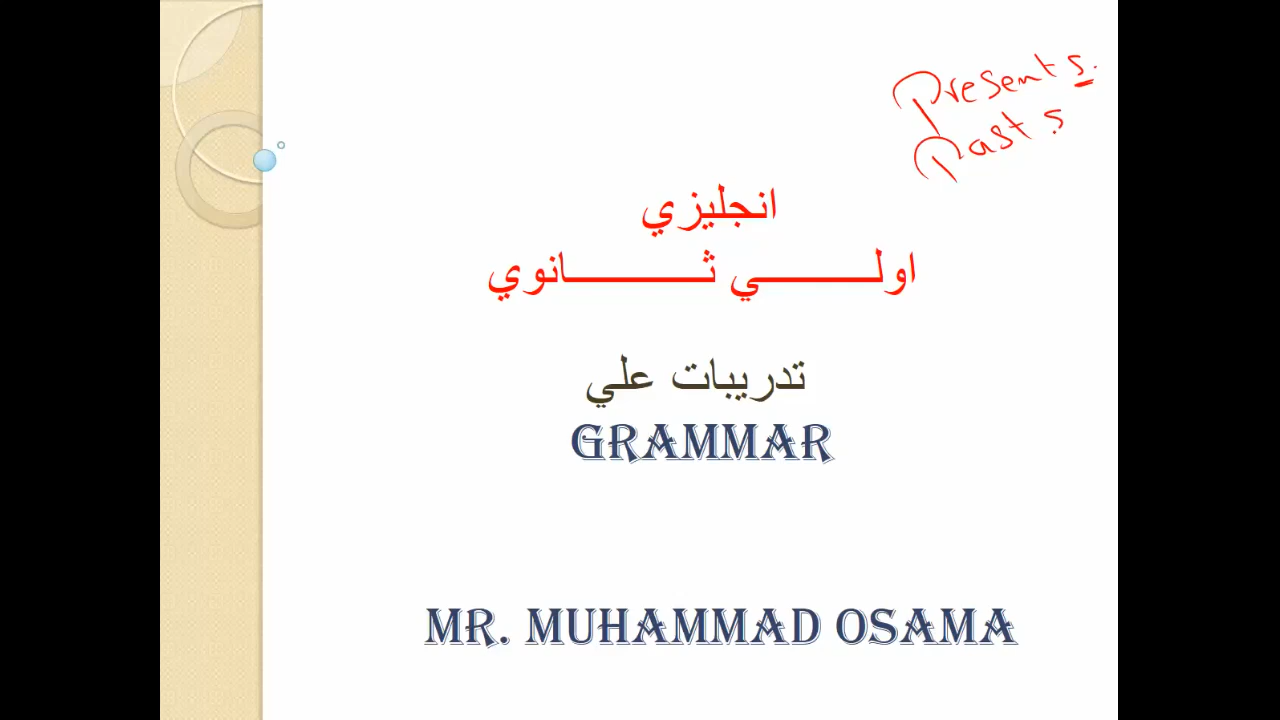 Present s.
Past s
انجليزي
اولـــــــي ثـــــــانوي
تدريبات علي
GRAMMAR
MR. MUHAMMAD OSAMA